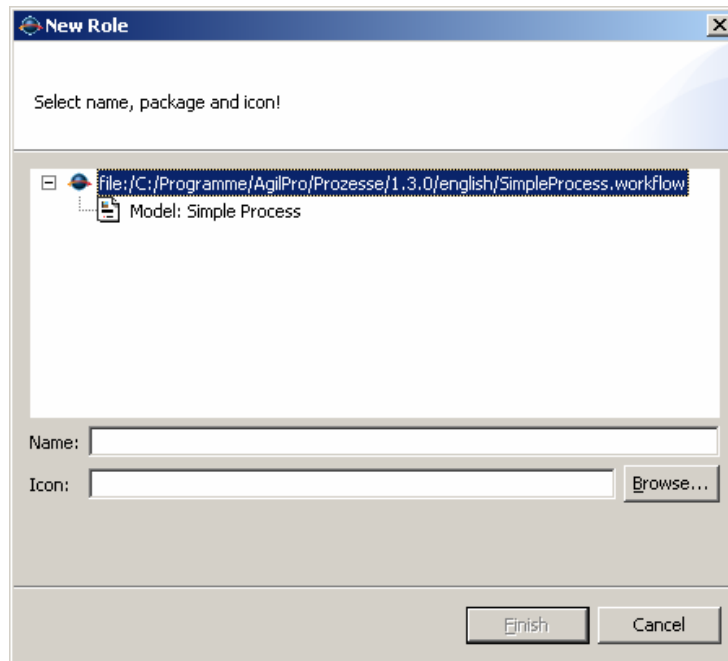 New Role
Select name, package and icon!
file:/C:/Programme/AgilPro/Prozesse/1.3.0/english/SimpleProcess.workflow
Model: Simple Process
Name:
Icon:
Browse...
Finish
Cancel